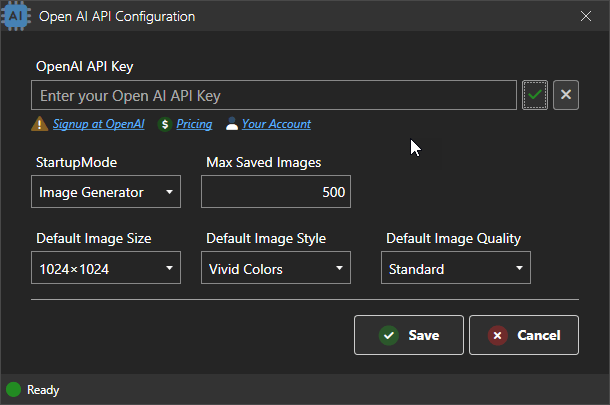 AI Open AI API Configuration
OpenAI API Key
Enter your Open AI API Key
Signup at OpenAI $ Pricing Your Account
StartupMode Max Saved Images
Image Generator 500
Default Image Size Default Image Style Default Image Quality
1024×1024 Vivid Colors Standard
Save Cancel
Ready